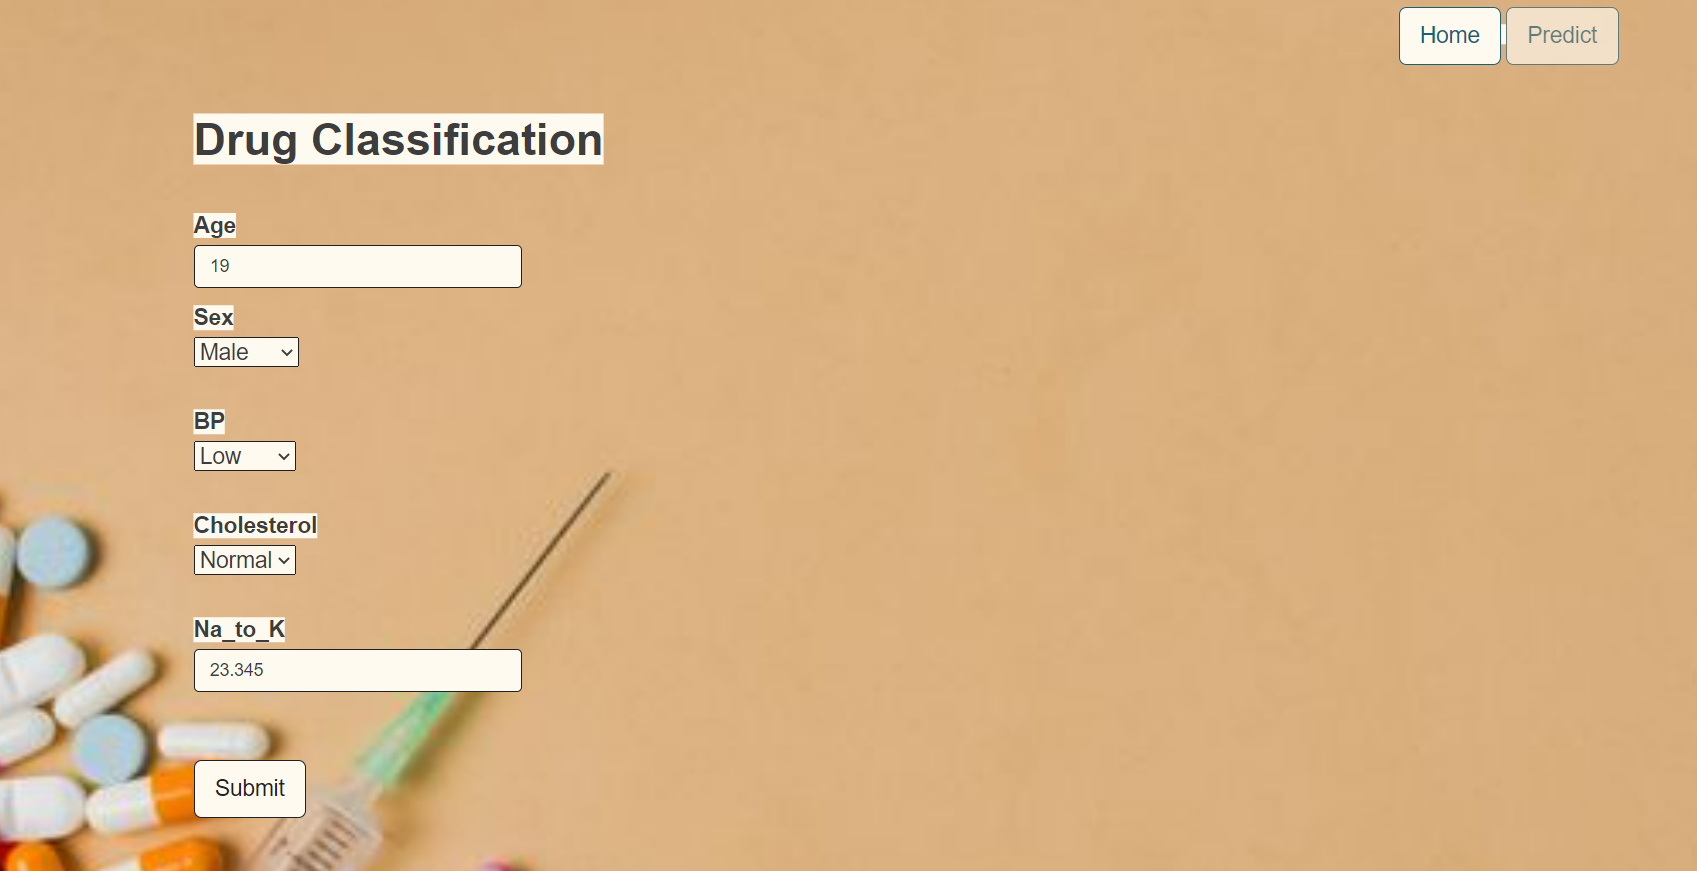 Home Predict
Drug Classification
Age
19
Sex
Male
BP
Low
Cholesterol
Normal
Na_to_K
23.345
Submit